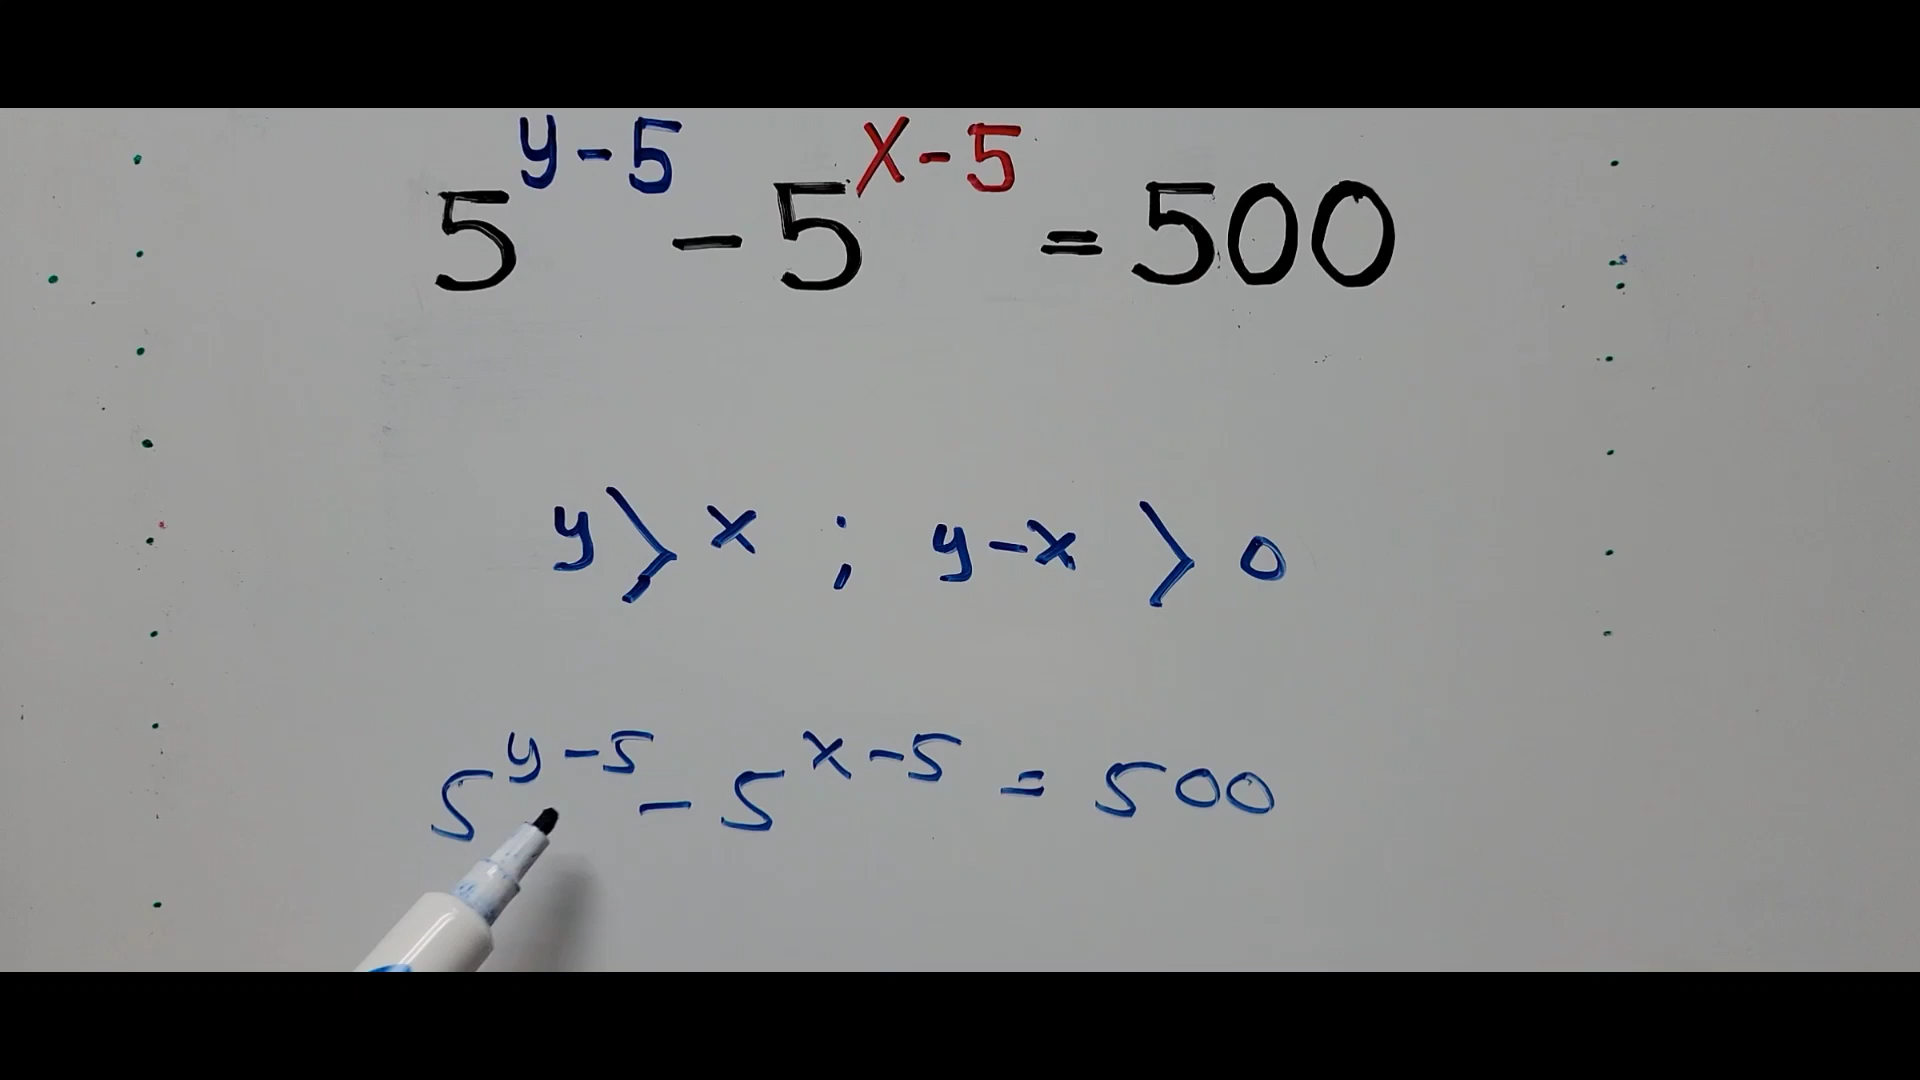 5^{y-5} - 5^{x-5} = 500
y > x ; y - x > 0
5^{y-5} - 5^{x-5} = 500